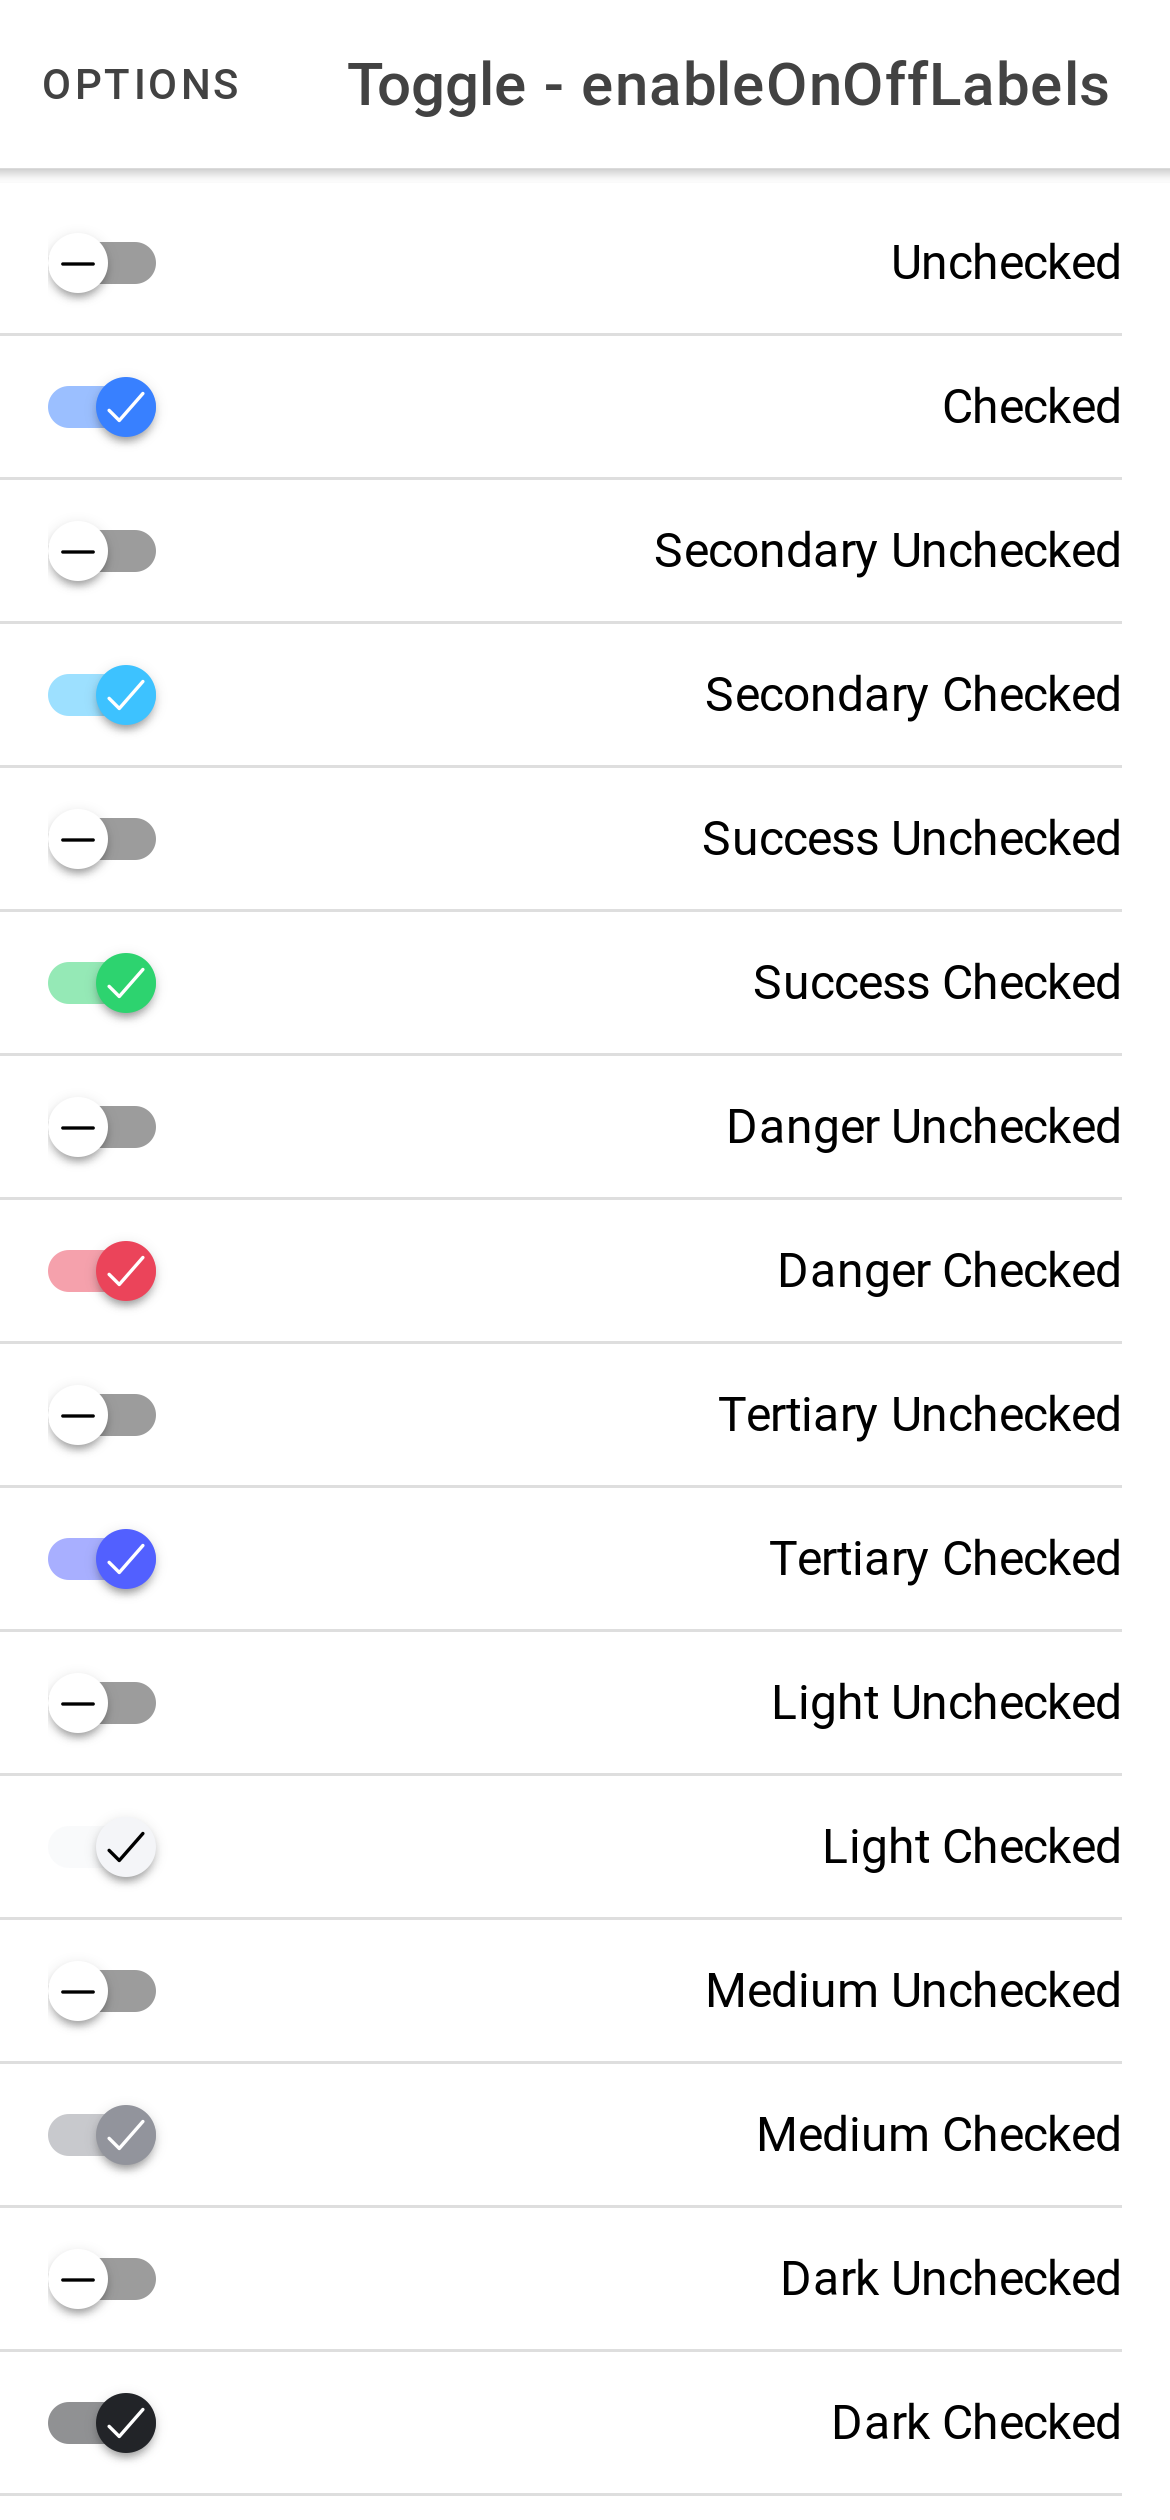 OPTIONS Toggle - enableOnOffLabels
Unchecked
Checked
Secondary Unchecked
Secondary Checked
Success Unchecked
Success Checked
Danger Unchecked
Danger Checked
Tertiary Unchecked
Tertiary Checked
Light Unchecked
Light Checked
Medium Unchecked
Medium Checked
Dark Unchecked
Dark Checked